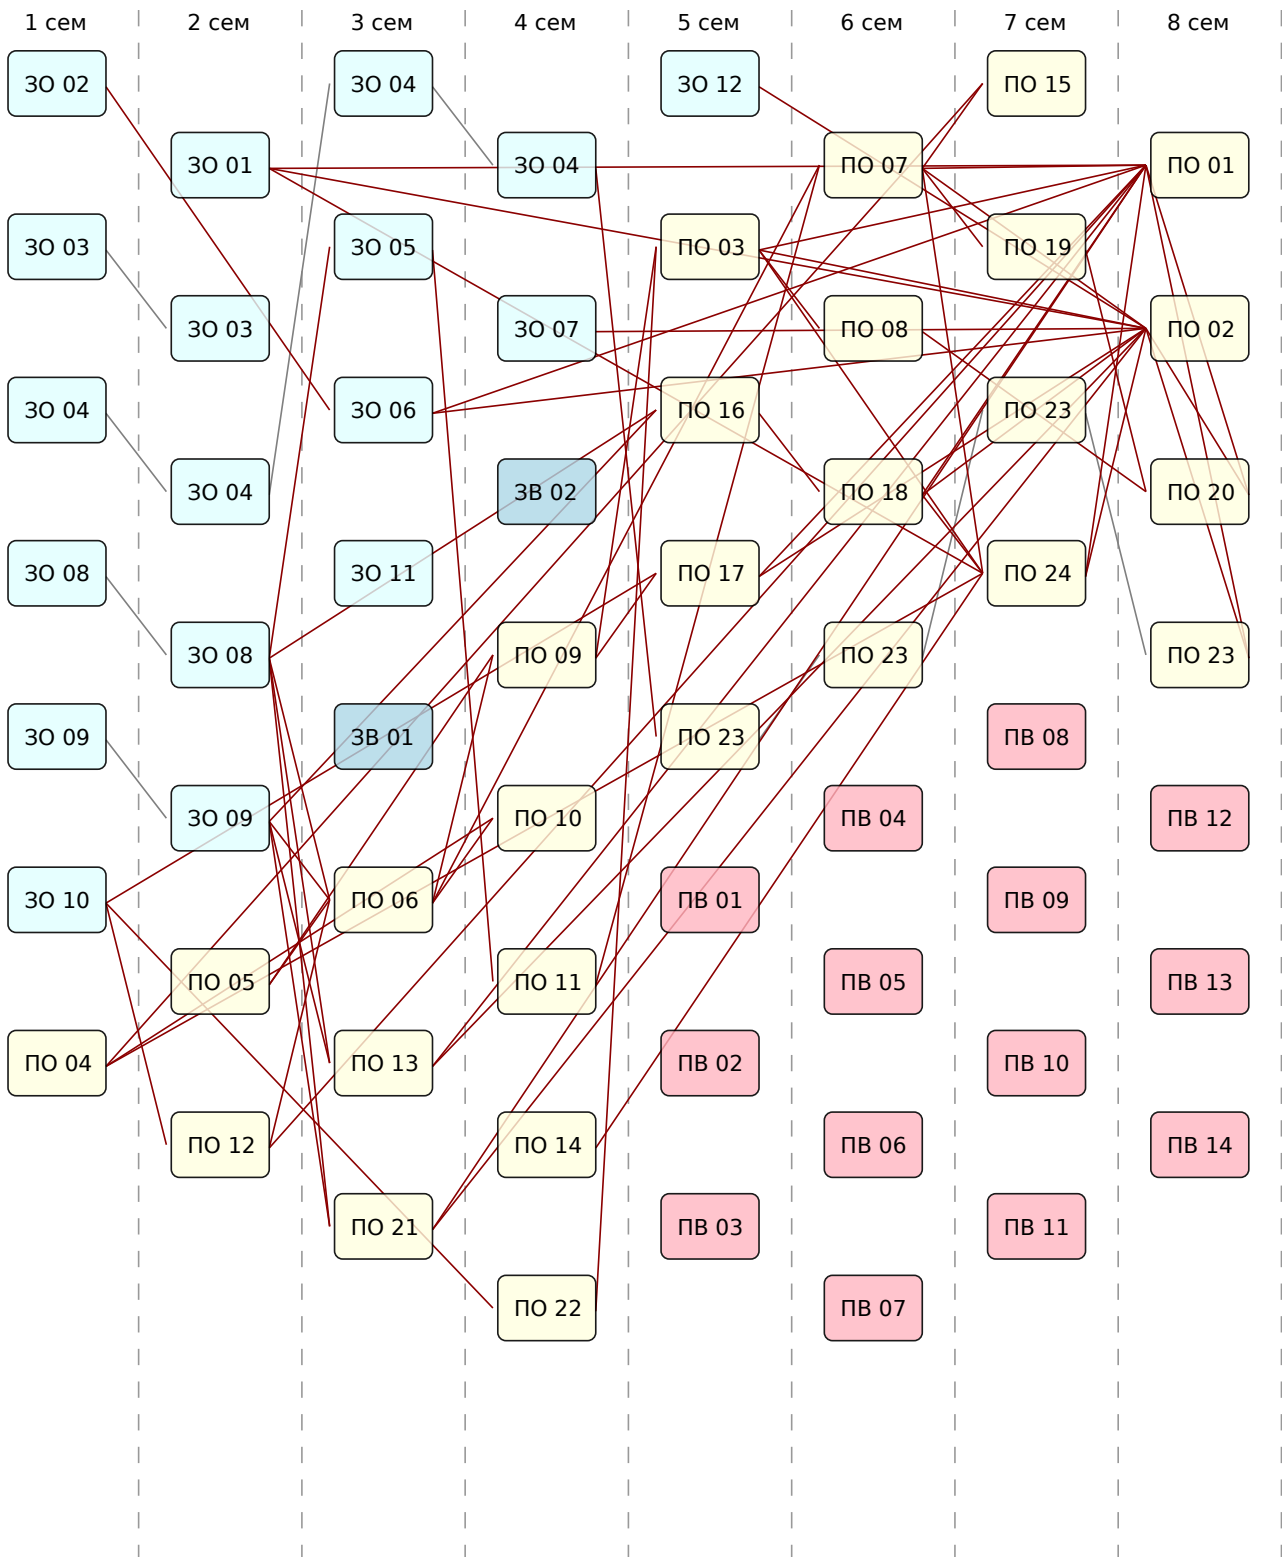 1 сем 2 сем 3 сем 4 сем 5 сем 6 сем 7 сем 8 сем
ЗО 02 ЗО 04 ЗО 12 ПО 15
ЗО 01 ЗО 04 ПО 07 ПО 01
ЗО 03 ЗО 05 ПО 03 ПО 19
ЗО 03 ЗО 07 ПО 08 ПО 02
ЗО 04 ЗО 06 ПО 16 ПО 23
ЗО 04 ЗВ 02 ПО 18 ПО 20
ЗО 08 ЗО 11 ПО 17 ПО 24
ЗО 08 ПО 09 ПО 23 ПО 23
ЗО 09 ЗВ 01 ПО 23 ПВ 08
ЗО 09 ПО 10 ПВ 04 ПВ 12
ЗО 10 ПО 06 ПВ 01 ПВ 09
ПО 05 ПО 11 ПВ 05 ПВ 13
ПО 04 ПО 13 ПВ 02 ПВ 10
ПО 12 ПО 14 ПВ 06 ПВ 14
ПО 21 ПВ 03 ПВ 11
ПО 22 ПВ 07